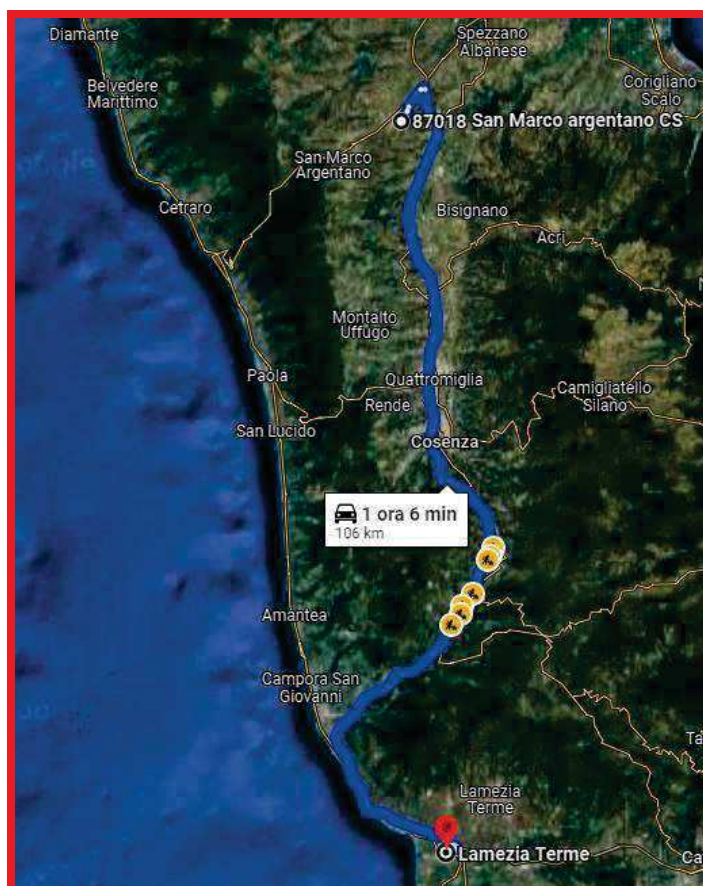 Diamante
Spezzano
Albanese
Belvedere
Marittimo
Corigliano
Scalo
87018 San Marco argentano CS
San Marco
Argentano
Cetraro
Bisignano
Acri
Montalto
Uffugo
Paola
Quattromiglia
Rende
Camigliatello
Silano
San Lucido
Cosenza
1 ora 6 min
106 km
Amantea
Campora San
Giovanni
Ta
Lamezia
Terme
Lamezia Terme
Ca